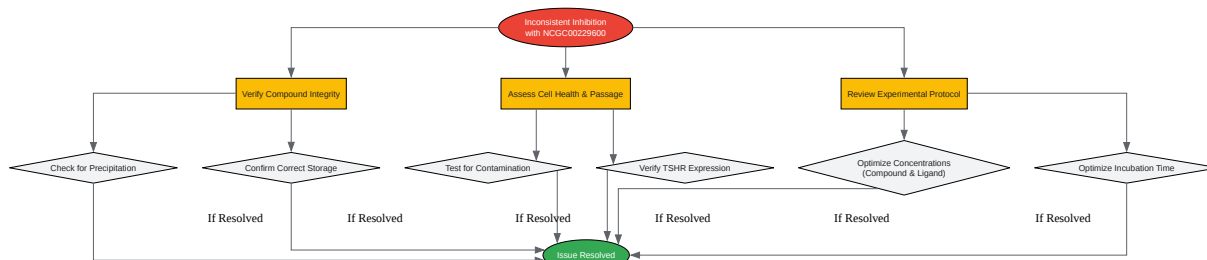 Inconsistent Inhibition
with NCGC00229600
Verify Compound Integrity
Assess Cell Health & Passage
Review Experimental Protocol
Check for Precipitation
Confirm Correct Storage
Test for Contamination
Verify TSHR Expression
Optimize Concentrations
(Compound & Ligand)
Optimize Incubation Time
If Resolved
If Resolved
If Resolved
If Resolved
If Resolved
If Resolved
Issue Resolved